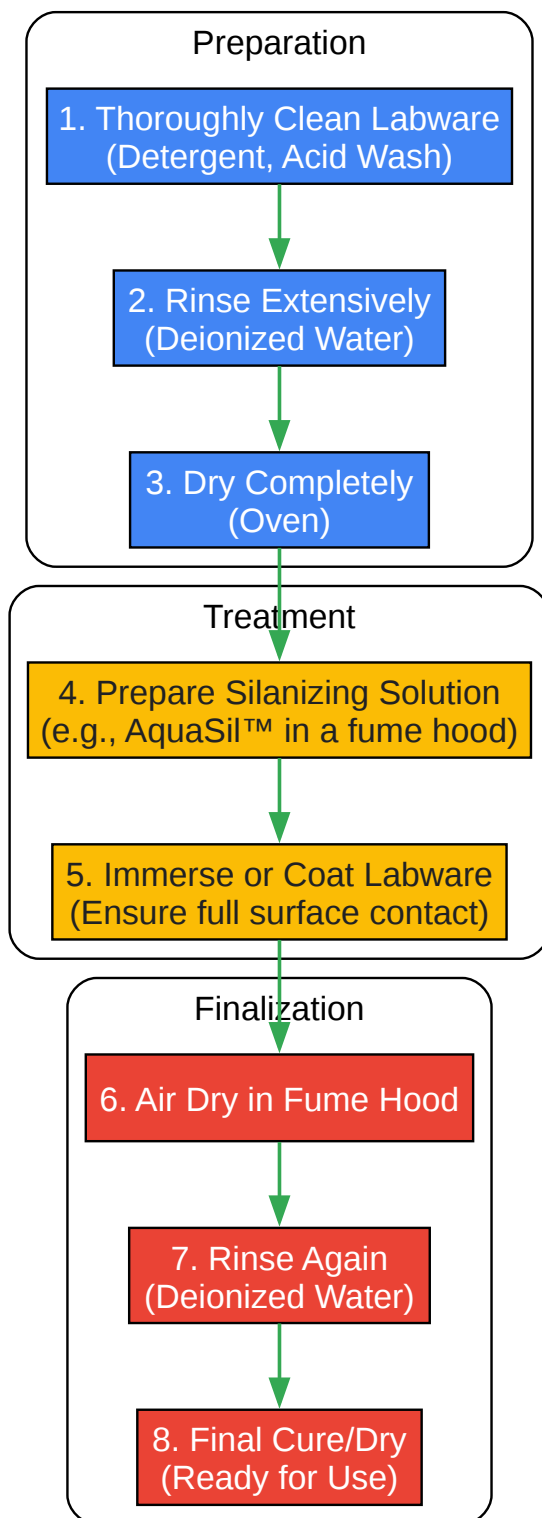 Preparation
1. Thoroughly Clean Labware
(Detergent, Acid Wash)
2. Rinse Extensively
(Deionized Water)
3. Dry Completely
(Oven)
Treatment
4. Prepare Silanizing Solution
(e.g., AquaSil™ in a fume hood)
5. Immerse or Coat Labware
(Ensure full surface contact)
Finalization
6. Air Dry in Fume Hood
7. Rinse Again
(Deionized Water)
8. Final Cure/Dry
(Ready for Use)